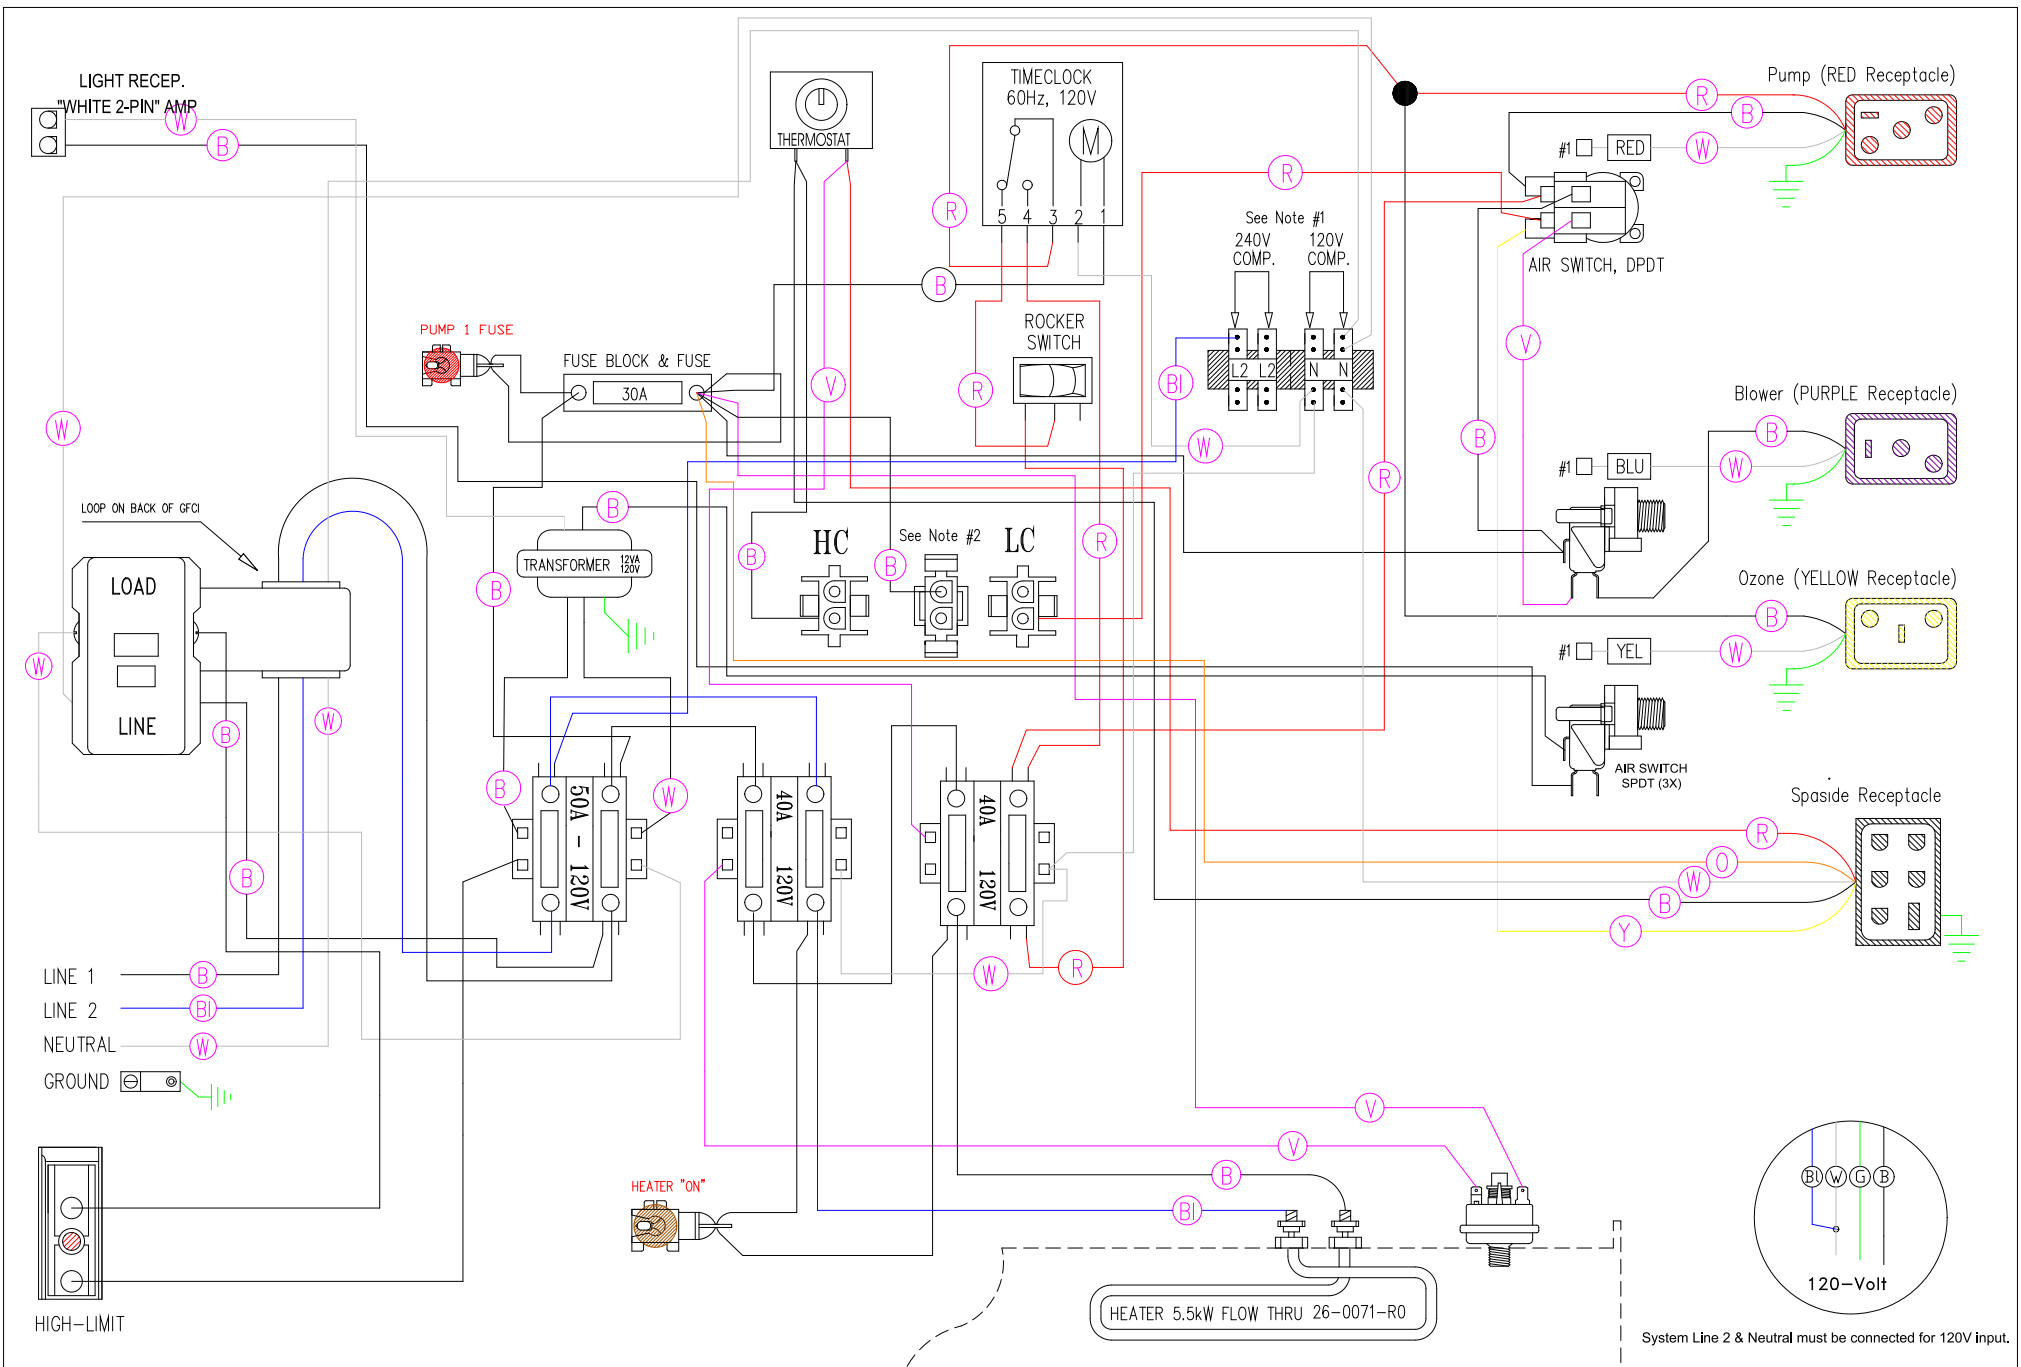 LIGHT RECEP.
"WHITE 2-PIN" AMP
W
B
THERMOSTAT
TIMECLOCK
60Hz, 120V
M
5 4 3 2 1
R
R
B
Pump (RED Receptacle)
R
B
#1
RED
W
AIR SWITCH, DPDT
See Note #1
240V
COMP.
120V
COMP.
L2 L2 N N
BI
W
PUMP 1 FUSE
FUSE BLOCK & FUSE
30A
V
ROCKER
SWITCH
R
V
R
B
Blower (PURPLE Receptacle)
B
#1
BLU
W
W
LOOP ON BACK OF GFCI
LOAD
LINE
W
B
W
B
B
TRANSFORMER
12VA
120V
B
B
HC
See Note #2
B
LC
R
Ozone (YELLOW Receptacle)
B
#1
YEL
W
AIR SWITCH
SPDT (3X)
B
W
50A - 120V
40A 120V
40A 120V
W
R
Spaside Receptacle
R
O
W
B
Y
LINE 1
B
LINE 2
BI
NEUTRAL
W
GROUND
HIGH-LIMIT
HEATER "ON"
V
V
B
BI
HEATER 5.5kW FLOW THRU 26-0071-R0
BL
W
G
B
120-Volt
System Line 2 & Neutral must be connected for 120V input.